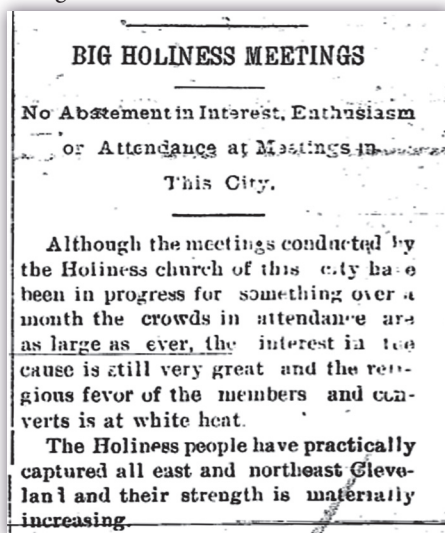 BIG HOLINESS MEETINGS
No Abatement in Interest, Enthusiasm
or Attendance at Meetings in
This City.
Although the meetings conducted by
the Holiness church of this city have
been in progress for something over a
month the crowds in attendance are
as large as ever, the interest in the
cause is still very great and the reli-
gious fevor of the members and con-
verts is at white heat.
The Holiness people have practically
captured all east and northeast Cleve-
land and their strength is materially
increasing.